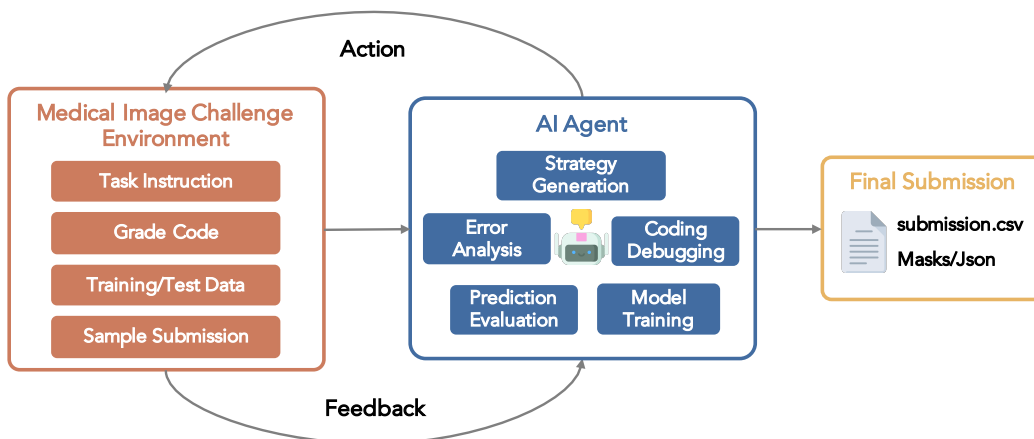 Action
Medical Image Challenge
Environment
Task Instruction
Grade Code
Training/Test Data
Sample Submission
AI Agent
Strategy
Generation
Error
Analysis
Coding
Debugging
Prediction
Evaluation
Model
Training
Final Submission
submission.csv
Masks/Json
Feedback